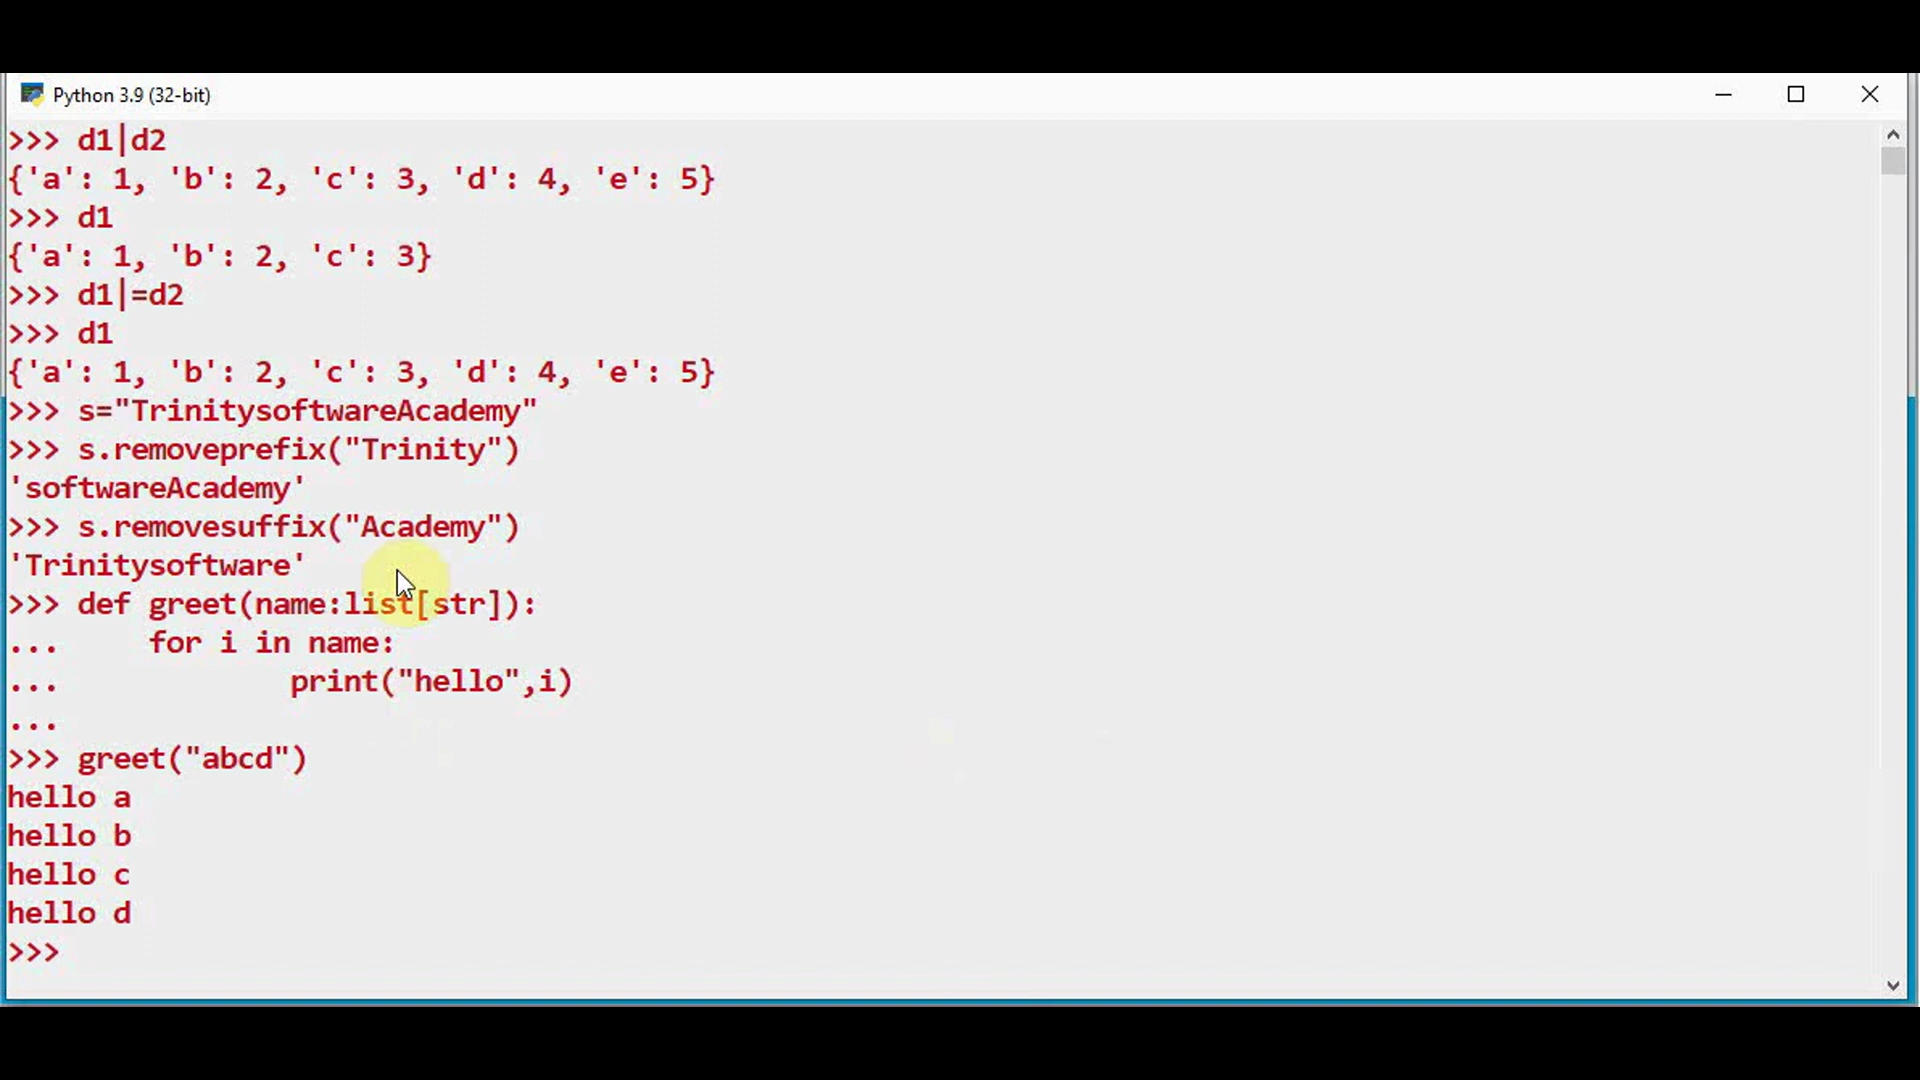 Python 3.9 (32-bit)
>>> d1|d2
{'a': 1, 'b': 2, 'c': 3, 'd': 4, 'e': 5}
>>> d1
{'a': 1, 'b': 2, 'c': 3}
>>> d1|=d2
>>> d1
{'a': 1, 'b': 2, 'c': 3, 'd': 4, 'e': 5}
>>> s="TrinitysoftwareAcademy"
>>> s.removeprefix("Trinity")
'softwareAcademy'
>>> s.removesuffix("Academy")
'Trinitysoftware'
>>> def greet(name:list[str]):
...     for i in name:
...             print("hello",i)
...
>>> greet("abcd")
hello a
hello b
hello c
hello d
>>>